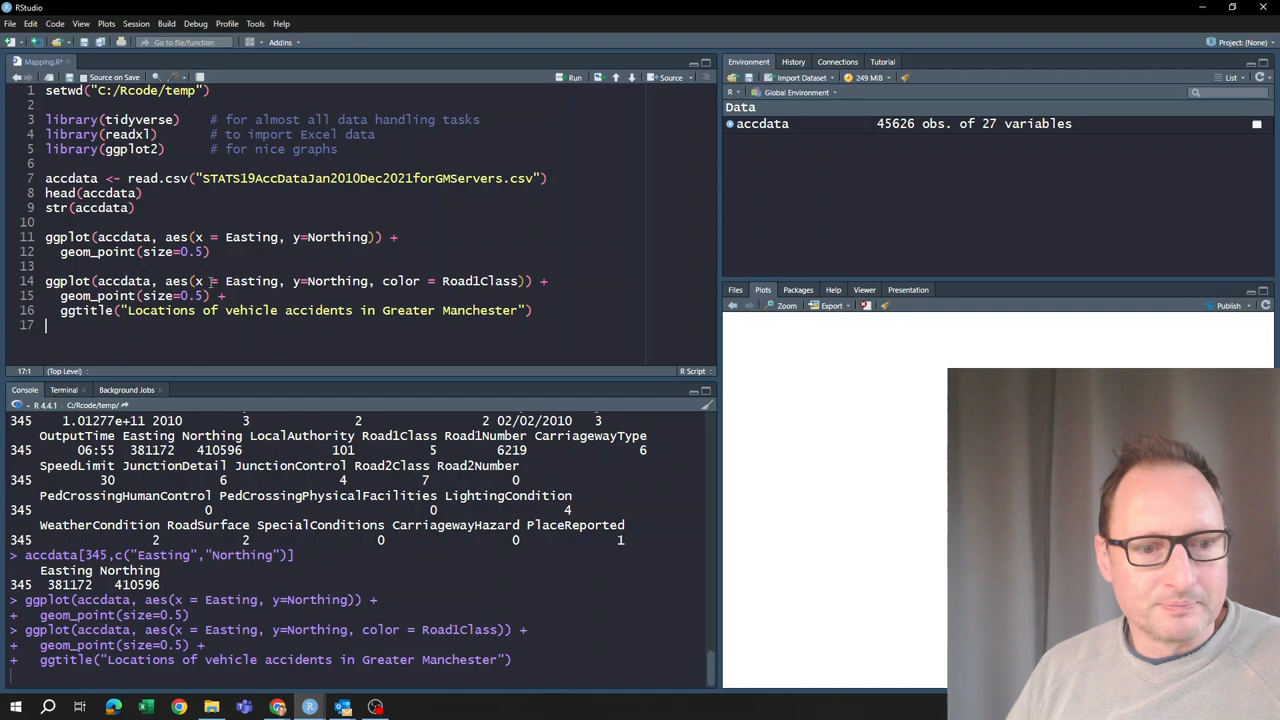 RStudio
File Edit Code View Plots Session Build Debug Profile Tools Help
Go to file/function Addins Project: (None)
Mapping.R*
Source on Save Run Source
1 setwd("C:/Rcode/temp")
2
3 library(tidyverse) # for almost all data handling tasks
4 library(readxl) # to import Excel data
5 library(ggplot2) # for nice graphs
6
7 accdata <- read.csv("STATS19AccDataJan2010Dec2021forGMServers.csv")
8 head(accdata)
9 str(accdata)
10
11 ggplot(accdata, aes(x = Easting, y=Northing)) +
12 geom_point(size=0.5)
13
14 ggplot(accdata, aes(x = Easting, y=Northing, color = Road1Class)) +
15 geom_point(size=0.5) +
16 ggtitle("Locations of vehicle accidents in Greater Manchester")
17
17:1 (Top Level) R Script
Console Terminal Background Jobs
R 4.4.1 · C:/Rcode/temp/
345 1.01277e+11 2010 3 2 2 02/02/2010 3
OutputTime Easting Northing LocalAuthority Road1Class Road1Number CarriagewayType
345 06:55 381172 410596 101 5 6219 6
SpeedLimit JunctionDetail JunctionControl Road2Class Road2Number
345 30 6 4 7 0
PedCrossingHumanControl PedCrossingPhysicalFacilities LightingCondition
345 0 0 4
WeatherCondition RoadSurface SpecialConditions CarriagewayHazard PlaceReported
345 2 2 0 0 1
> accdata[345,c("Easting","Northing")]
Easting Northing
345 381172 410596
> ggplot(accdata, aes(x = Easting, y=Northing)) +
+ geom_point(size=0.5)
> ggplot(accdata, aes(x = Easting, y=Northing, color = Road1Class)) +
+ geom_point(size=0.5) +
+ ggtitle("Locations of vehicle accidents in Greater Manchester")
Environment History Connections Tutorial
Import Dataset 249 MiB List
R Global Environment
Data
accdata 45626 obs. of 27 variables
Files Plots Packages Help Viewer Presentation
Zoom Export Publish